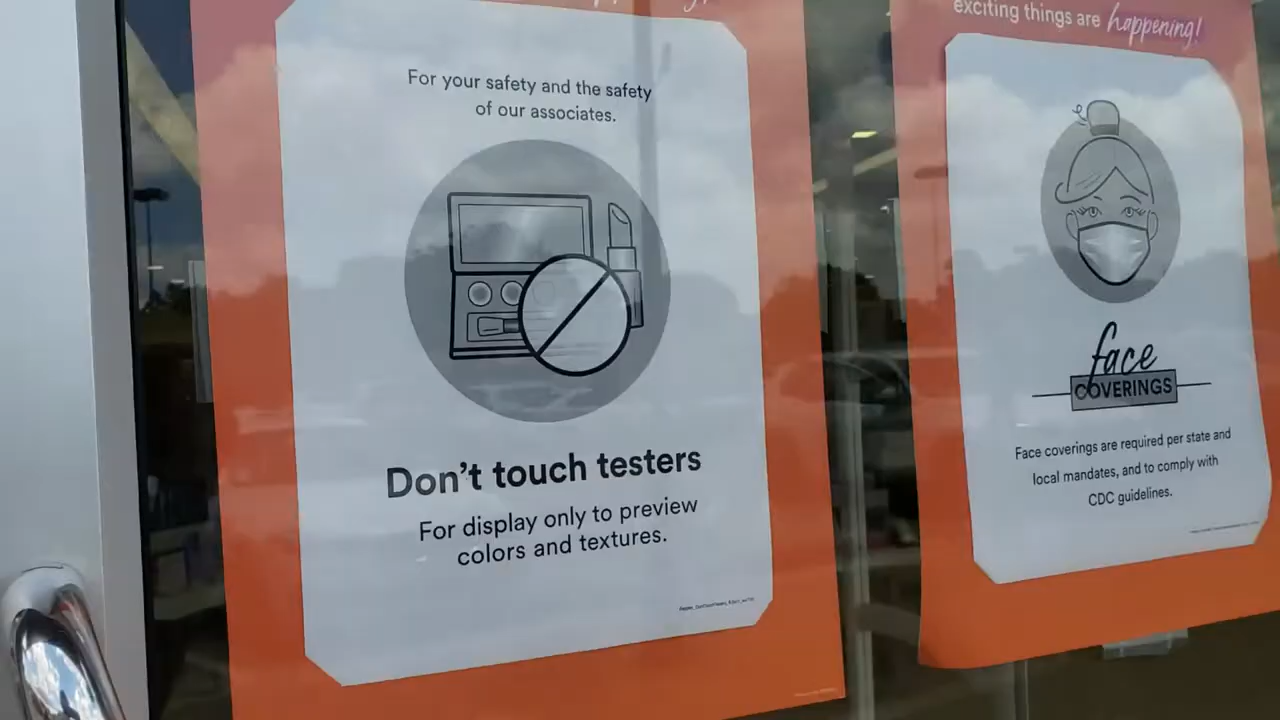 For your safety and the safety
of our associates.
Don't touch testers
For display only to preview
colors and textures.
exciting things are happening!
face
COVERINGS
Face coverings are required per state and
local mandates, and to comply with
CDC guidelines.